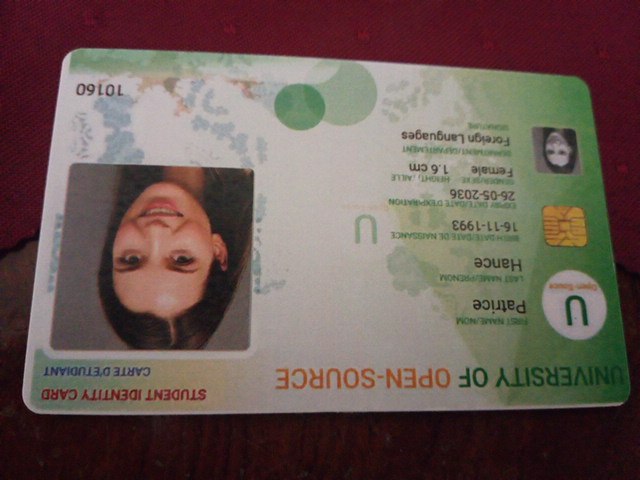 UNIVERSITY OF OPEN-SOURCE
STUDENT IDENTITY CARD
CARTE D'ETUDIANT
U
Open-Source
FIRST NAME/NOM
Patrice
LAST NAME/PRENOM
Hance
BIRTH DATE/DATE DE NAISSANCE
16-11-1993
U
EXPIRY DATE/DATE D'EXPIRATION
26-05-2036
GENDER/SEXE HEIGHT/TAILLE
Female 1.6 cm
DEPARTMENT/DEPARTEMENT
Foreign Languages
SIGNATURE
10160